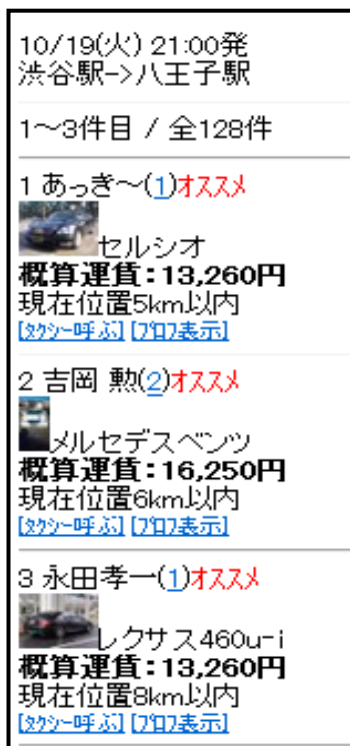 10/19(火) 21:00発
渋谷駅->八王子駅
1～3件目 / 全128件
1 あっき～(1)オススメ
セルシオ
概算運賃：13,260円
現在位置5km以内
[ﾀｸｼｰ呼ぶ] [ﾌﾟﾛﾌ表示]
2 吉岡 勲(2)オススメ
メルセデスベンツ
概算運賃：16,250円
現在位置6km以内
[ﾀｸｼｰ呼ぶ] [ﾌﾟﾛﾌ表示]
3 永田孝一(1)オススメ
レクサス460u-i
概算運賃：13,260円
現在位置8km以内
[ﾀｸｼｰ呼ぶ] [ﾌﾟﾛﾌ表示]